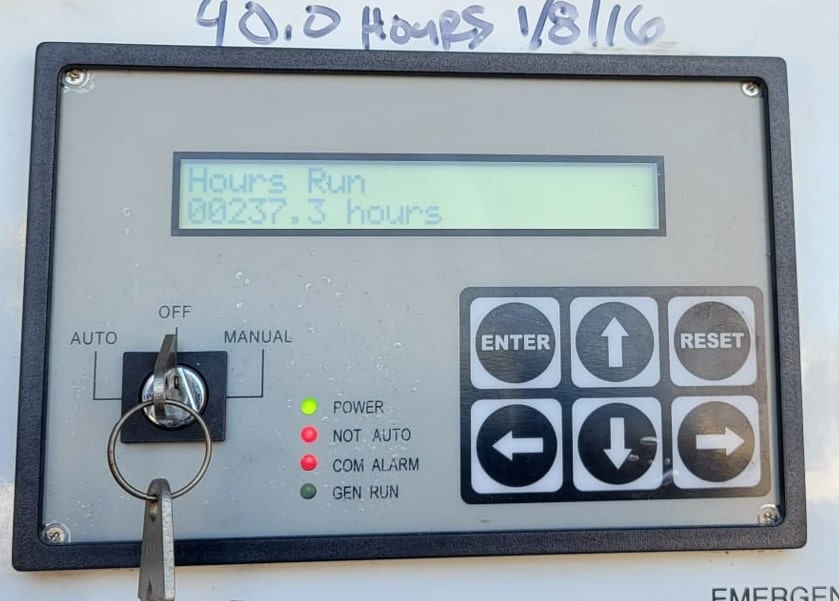 40.0 Hours 1/8/16
Hours Run
00237.3 hours
OFF
AUTO
MANUAL
ENTER
RESET
POWER
NOT AUTO
COM ALARM
GEN RUN